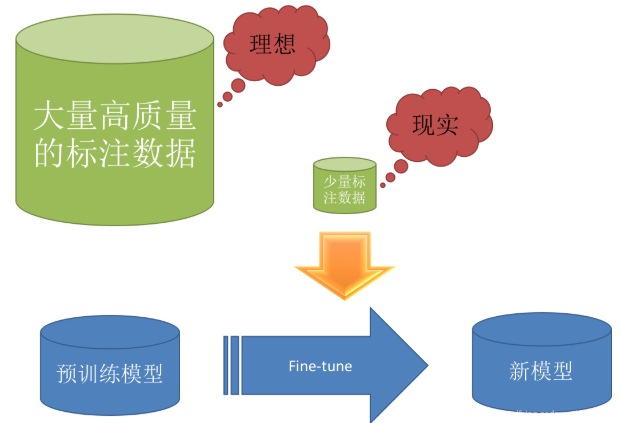 理想
大量高质量
的标注数据
现实
少量标
注数据
预训练模型
Fine-tune
新模型